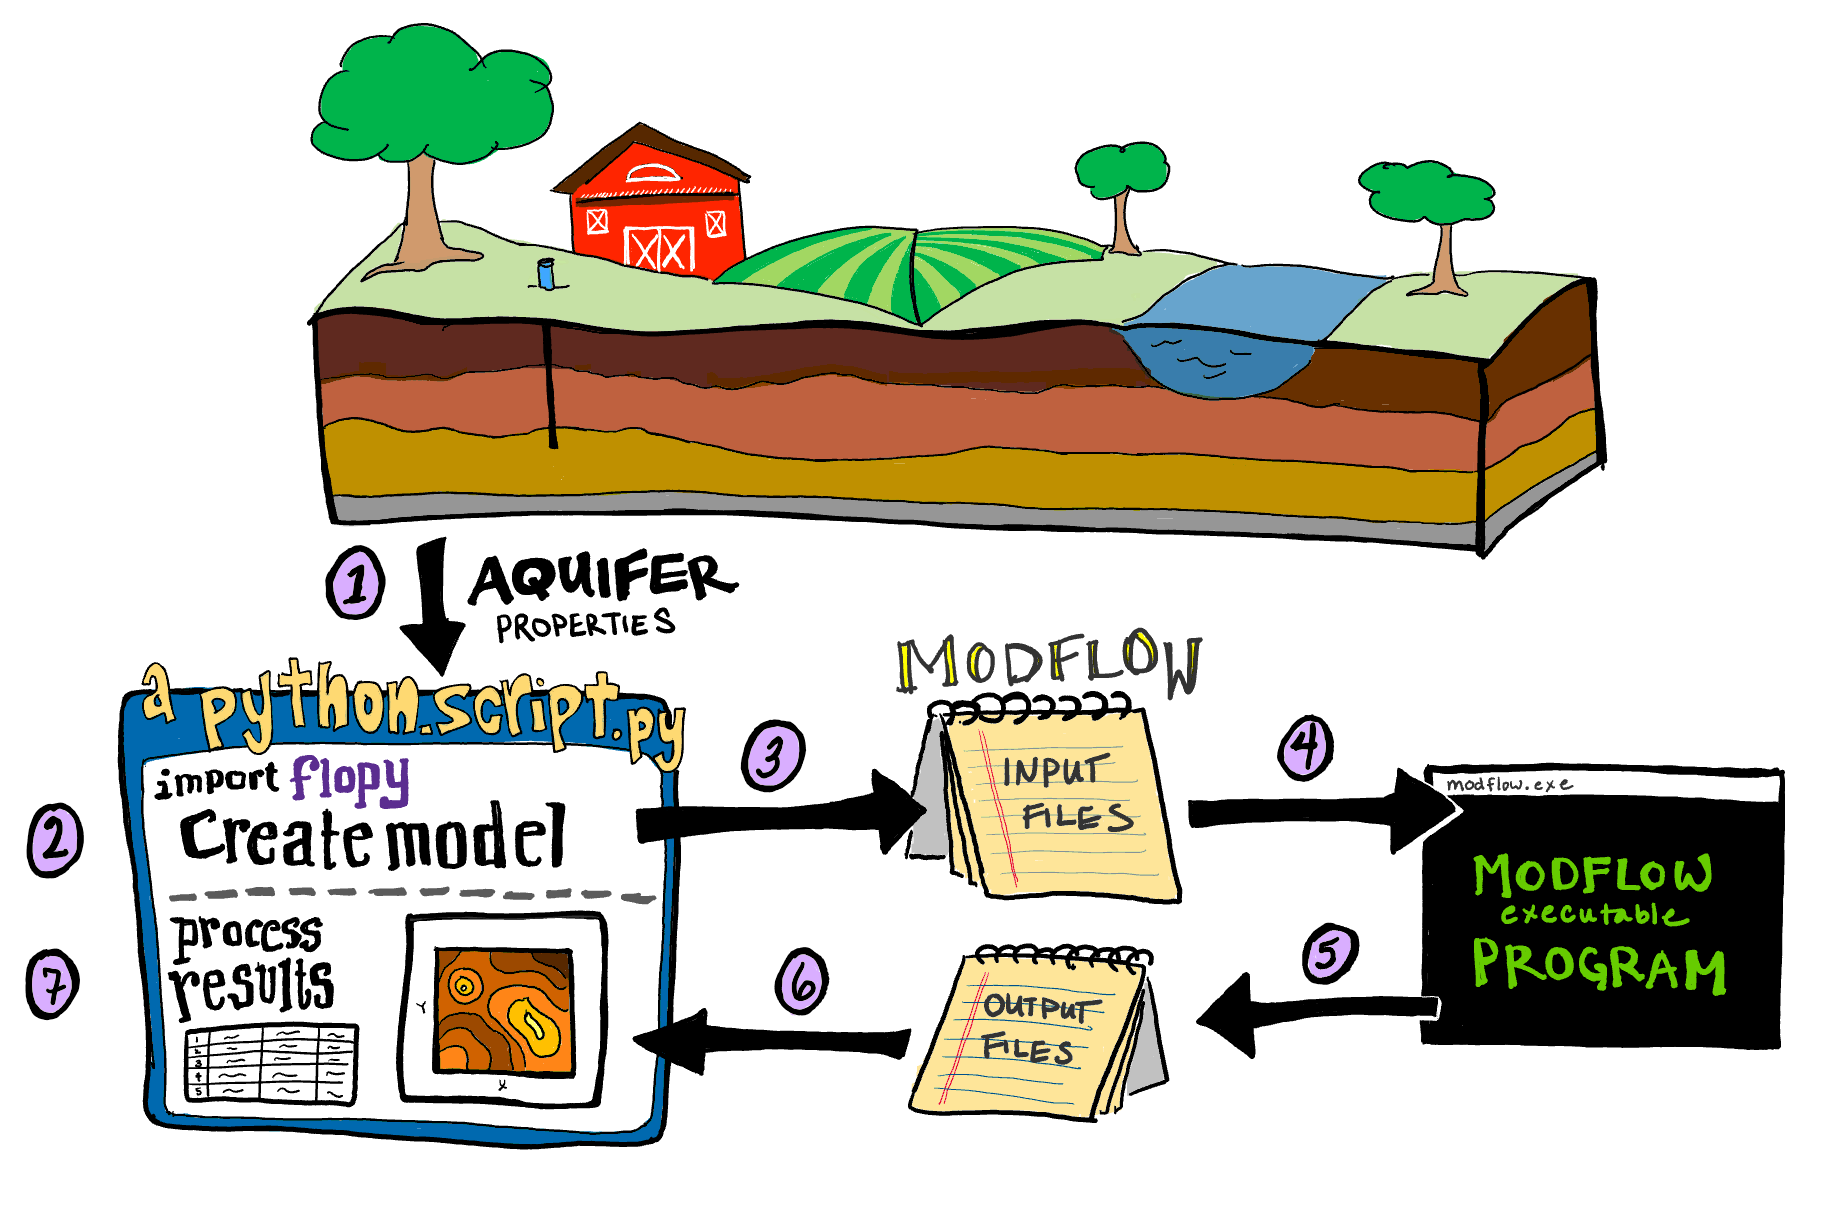 1
AQUIFER
PROPERTIES
a python.script.py
import flopy
2
Create model
process
7
results
1
2
3
4
5
Y
X
3
MODFLOW
INPUT
FILES
4
modflow.exe
MODFLOW
executable
PROGRAM
5
6
OUTPUT
FILES